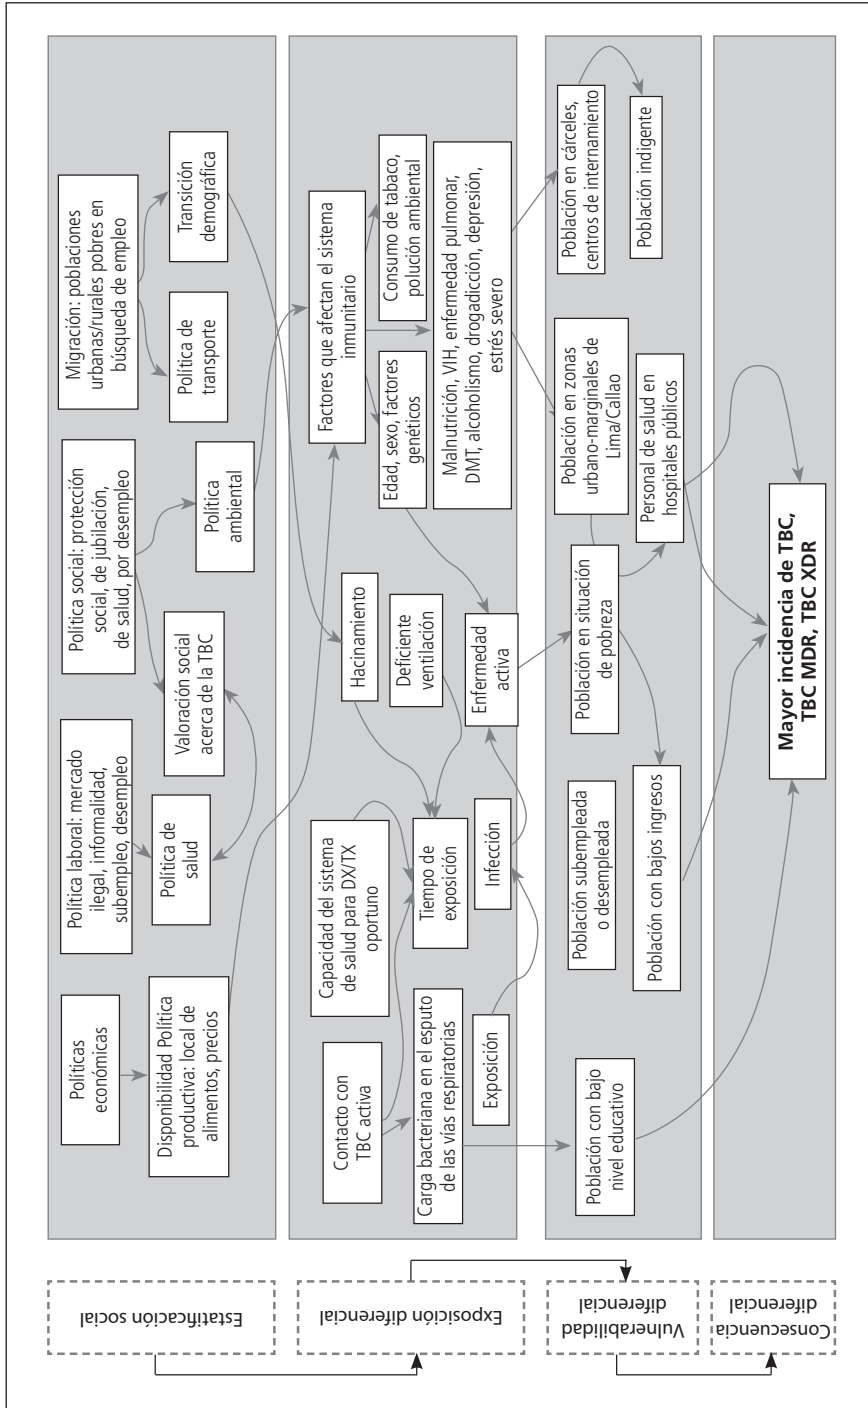 Estatificación social
Políticas
económicas
Disponibilidad Política
productiva: local de
alimentos, precios
Política laboral: mercado
ilegal, informalidad,
subempleo, desempleo
Política de
salud
Política social: protección
social, de jubilación,
de salud, por desempleo
Valoración social
acerca de la TBC
Política
ambiental
Migración: poblaciones
urbanas/rurales pobres en
búsqueda de empleo
Política de
transporte
Transición
demográfica
Exposición diferencial
Contacto con
TBC activa
Carga bacteriana en el esputo
de las vías respiratorias
Exposición
Capacidad del sistema
de salud para DX/TX
oportuno
Tiempo de
exposición
Infección
Hacinamiento
Deficiente
ventilación
Enfermedad
activa
Factores que afectan el sistema
inmunitario
Edad, sexo, factores
genéticos
Consumo de tabaco,
polución ambiental
Malnutrición, VIH, enfermedad pulmonar,
DMT, alcoholismo, drogadicción, depresión,
estrés severo
Vulnerabilidad
diferencial
Población con bajo
nivel educativo
Población subempleada
o desempleada
Población con bajos ingresos
Población en situación
de pobreza
Población en zonas
urbano-marginales de
Lima/Callao
Personal de salud en
hospitales públicos
Población en cárceles,
centros de internamiento
Población indigente
Consecuencia
diferencial
Mayor incidencia de TBC,
TBC MDR, TBC XDR